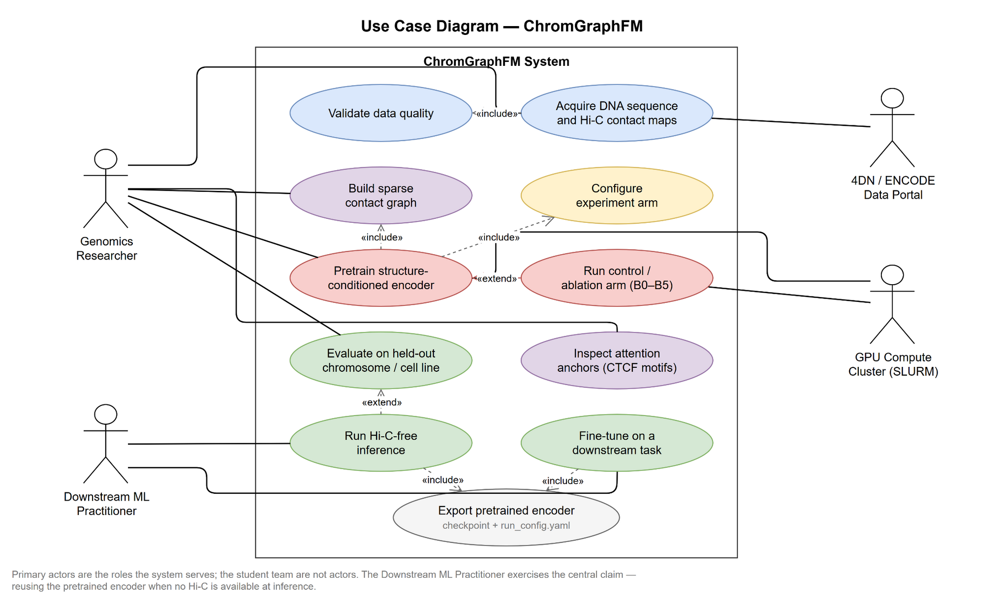 Use Case Diagram — ChromGraphFM
ChromGraphFM System
Validate data quality
«include»
Acquire DNA sequence
and Hi-C contact maps
4DN / ENCODE
Data Portal
Genomics
Researcher
Build sparse
contact graph
Configure
experiment arm
«include»
«include»
Pretrain structure-
conditioned encoder
«extend»
Run control /
ablation arm (B0–B5)
GPU Compute
Cluster (SLURM)
Evaluate on held-out
chromosome / cell line
Inspect attention
anchors (CTCF motifs)
«extend»
Run Hi-C-free
inference
Fine-tune on a
downstream task
Downstream ML
Practitioner
«include»
«include»
Export pretrained encoder
checkpoint + run_config.yaml
Primary actors are the roles the system serves; the student team are not actors. The Downstream ML Practitioner exercises the central claim —
reusing the pretrained encoder when no Hi-C is available at inference.